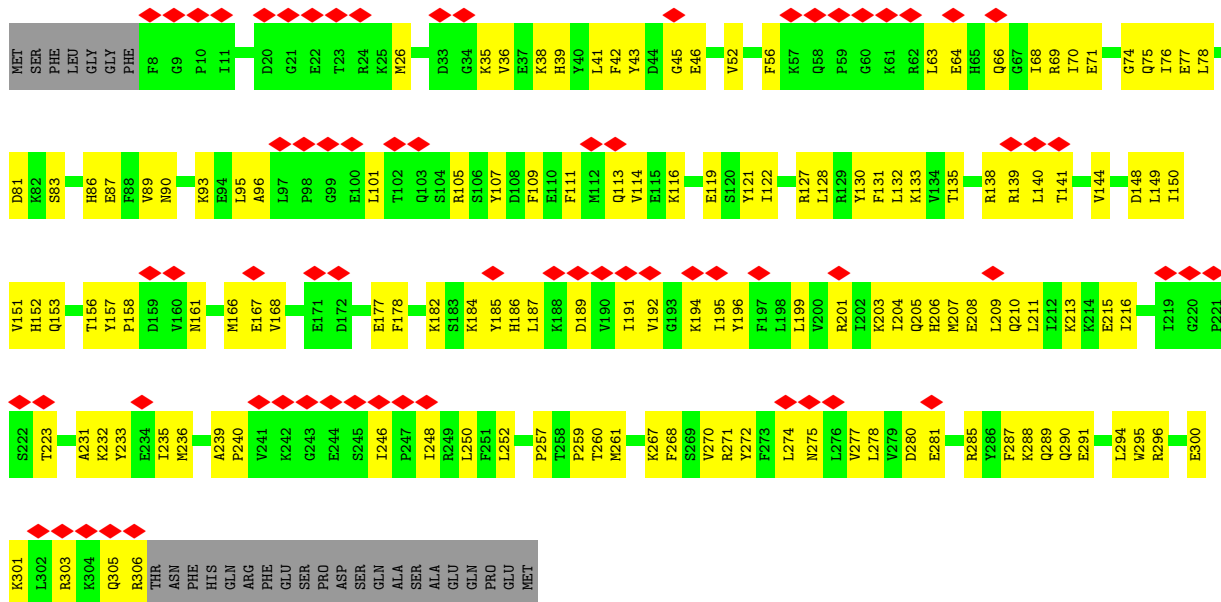 MET SER PHE LEU GLY GLY PHE F8 G9 P10 I11 D20 G21 E22 T23 R24 K25 M26 D33 G34 K35 V36 E37 K38 H39 Y40 L41 F42 Y43 D44 G45 E46 V52 F56 K57 Q58 P59 G60 K61 R62 L63 E64 H65 Q66 G67 I68 R69 I70 E71 G74 Q75 I76 E77 L78
D81 K82 S83 H86 E87 F88 V89 N90 K93 E94 L95 A96 L97 P98 G99 E100 L101 T102 Q103 S104 R105 S106 Y107 D108 F109 E110 F111 M112 Q113 V114 E115 K116 E119 S120 Y121 I122 R127 L128 R129 Y130 F131 L132 K133 V134 T135 R138 R139 L140 T141 V144 D148 L149 I150
V151 H152 Q153 T156 Y157 P158 D159 V160 N161 M166 E167 V168 E171 D172 E177 F178 K182 S183 K184 Y185 H186 L187 K188 D189 V190 I191 V192 G193 K194 I195 Y196 F197 L198 L199 V200 R201 I202 K203 I204 Q205 H206 M207 E208 L209 Q210 L211 I212 K213 K214 E215 I216 I219 G220 P221
S222 T223 A231 K232 Y233 E234 I235 M236 A239 P240 V241 K242 G243 E244 S245 I246 P247 I248 R249 L250 F251 L252 P257 T258 P259 T260 M261 K267 F268 S269 V270 R271 Y272 F273 L274 N275 L276 V277 L278 V279 D280 E281 R285 Y286 F287 K288 Q289 Q290 E291 L294 W295 R296 E300
K301 L302 R303 K304 Q305 R306 THR ASN PHE HIS GLN ARG PHE GLU SER PRO ASP SER GLN ALA SER ALA GLU GLN PRO GLU MET